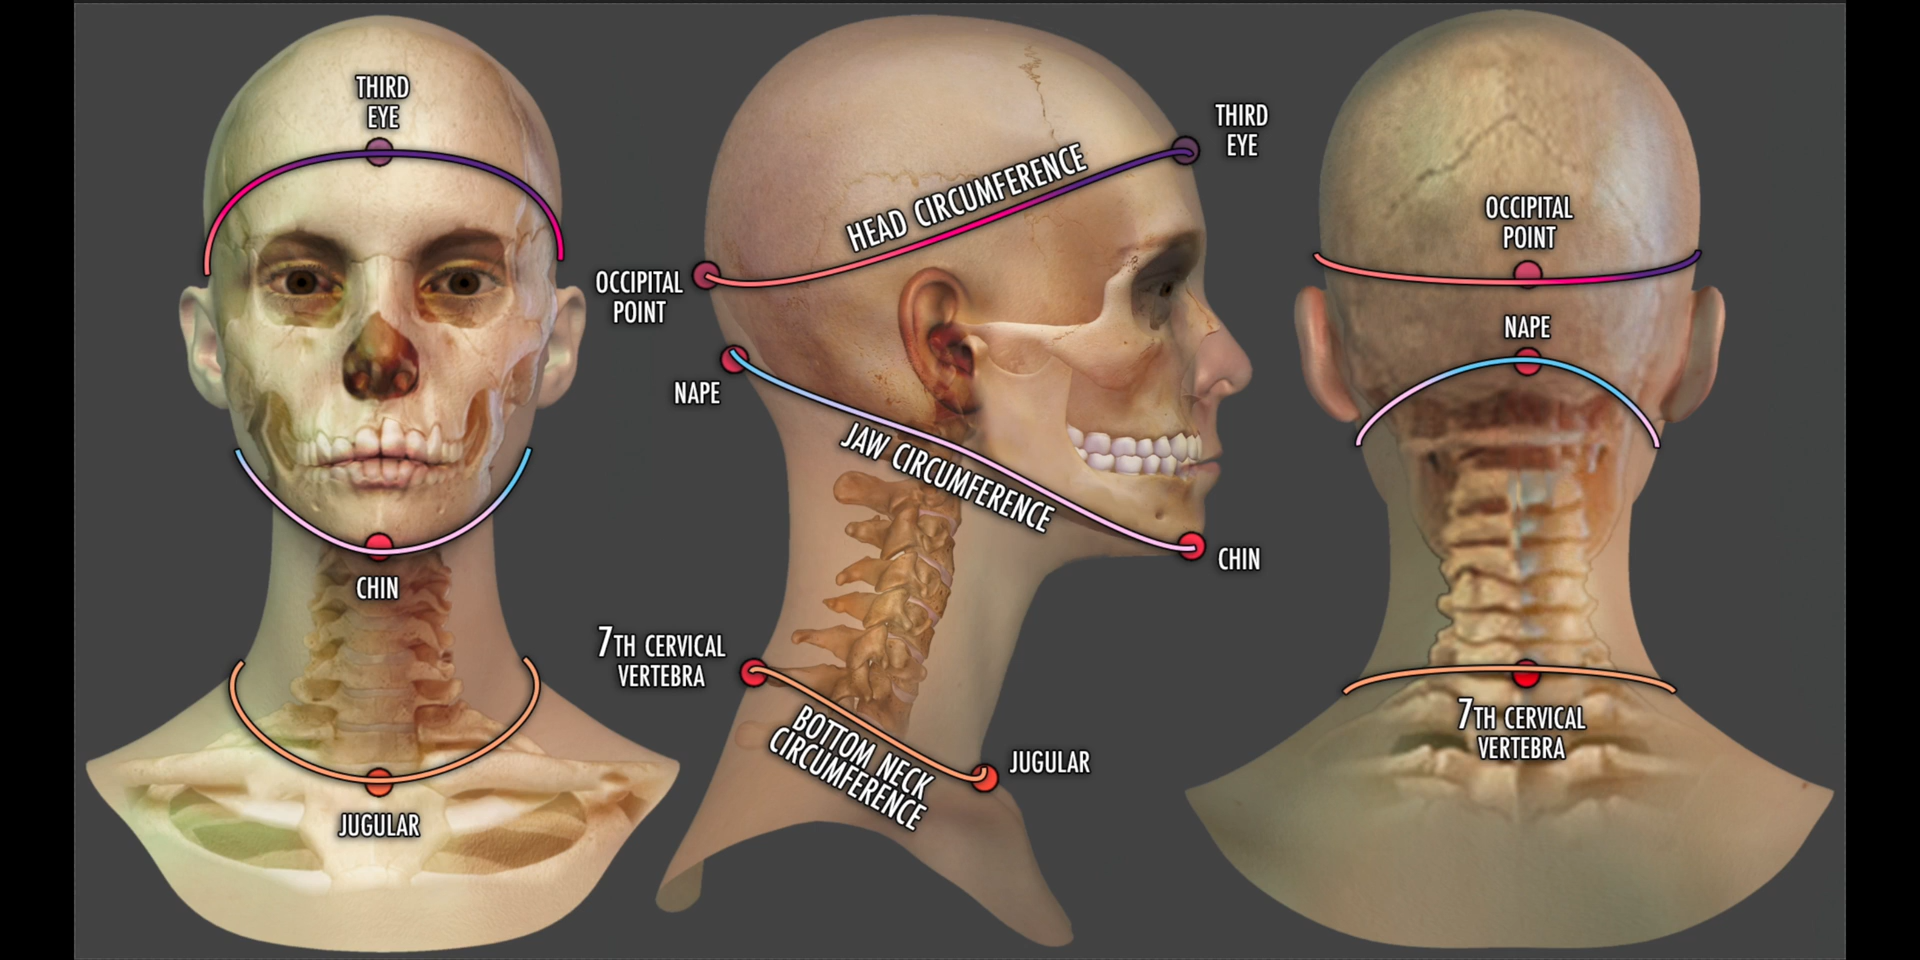 THIRD
EYE
CHIN
JUGULAR
THIRD
EYE
HEAD CIRCUMFERENCE
OCCIPITAL
POINT
NAPE
JAW CIRCUMFERENCE
CHIN
7TH CERVICAL
VERTEBRA
BOTTOM NECK
CIRCUMFERENCE
JUGULAR
OCCIPITAL
POINT
NAPE
7TH CERVICAL
VERTEBRA